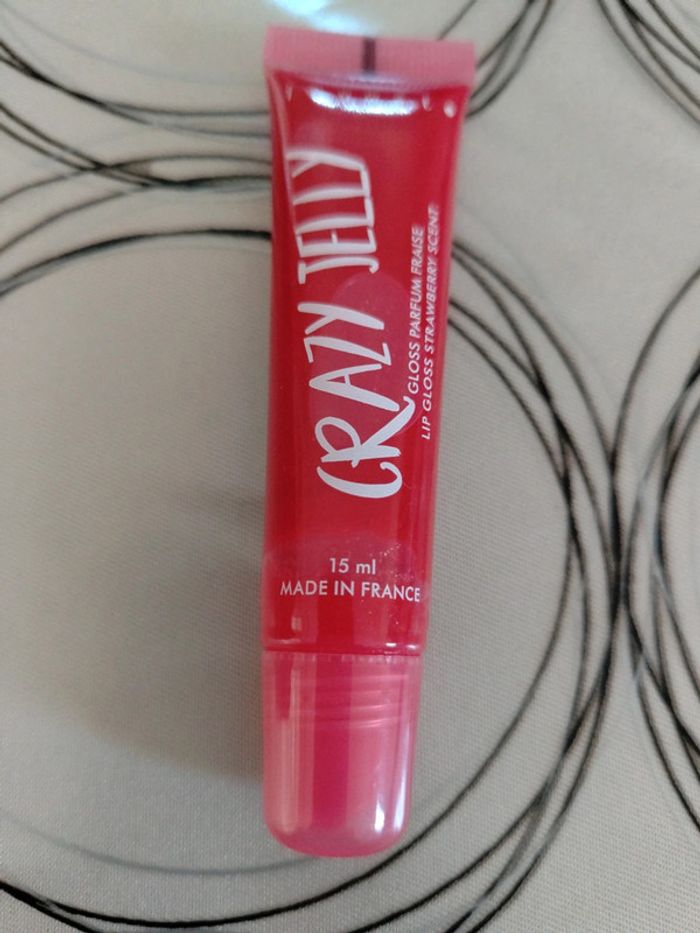 CRAZY JELLY
GLOSS PARFUM FRAISE
LIP GLOSS STRAWBERRY SCENT
15 ml
MADE IN FRANCE